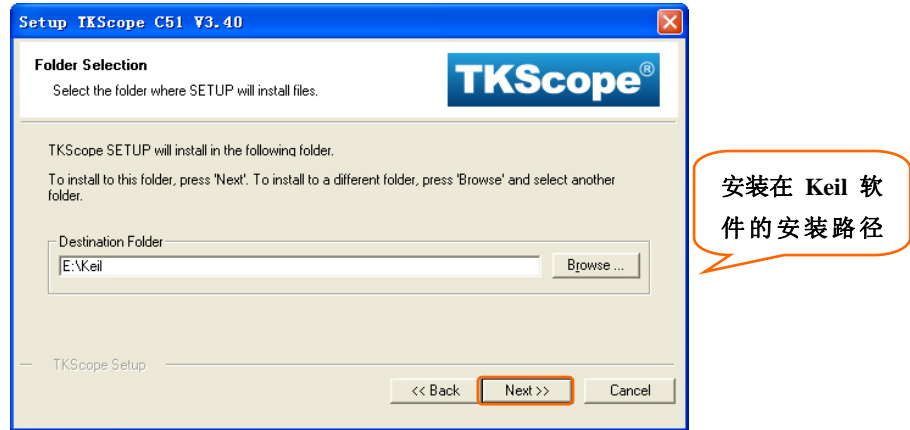 Setup TKScope C51 V3.40
Folder Selection
Select the folder where SETUP will install files.
TKScope®
TKScope SETUP will install in the following folder.
To install to this folder, press 'Next'. To install to a different folder, press 'Browse' and select another
folder.
Destination Folder
E:\Keil
Browse ...
安装在 Keil 软
件的安装路径
TKScope Setup
<< Back
Next >>
Cancel